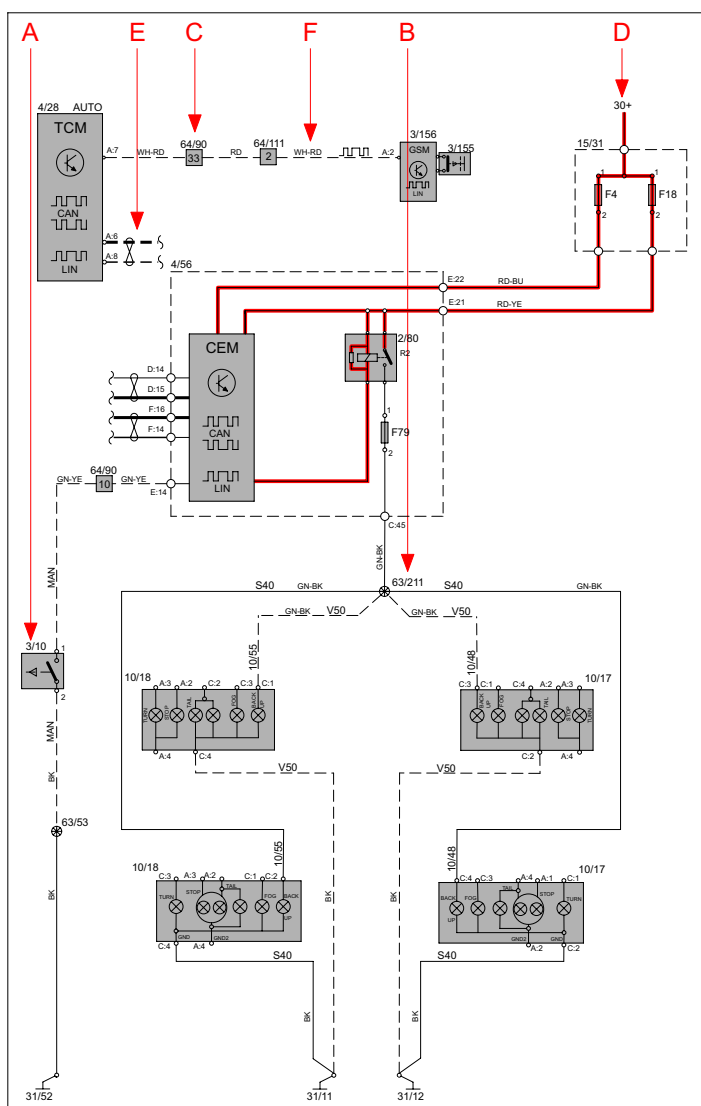 A E C F B D
4/28 AUTO
TCM
A:7 WH-RD
64/90
33
RD
64/111
2
WH-RD
A:2
3/156
GSM
LIN
3/155
30+
15/31
1 1
F4 F18
2 2
CAN
A:6
A:8
LIN
4/56
E:22 RD-BU
E:21 RD-YE
CEM
2/80
R2
D:14
D:15
F:16
F:14
CAN
LIN
1
F79
2
64/90
GN-YE 10 GN-YE
E:14
C:45
GN-BK
MAN
S40 GN-BK 63/211 S40 GN-BK
GN-BK V50 GN-BK V50
10/55 10/48
3/10 1
2
10/18 A:3 A:2 C:2 C:3 C:1
TURN STOP TAIL FOG BACK UP
A:4 C:4
C:3 C:1 C:4 A:2 A:3 10/17
BACK UP FOG TAIL STOP TURN
C:2 A:4
MAN
V50 V50
BK
63/53
10/55 10/48
10/18 C:3 A:3 A:2 C:1 C:2
TURN STOP TAIL FOG BACK UP
GND GND2
C:4 A:4
C:4 C:3 A:4 A:1 C:1 10/17
BACK UP FOG TAIL STOP TURN
GND2 GND
A:2 C:2
BK BK BK
S40 S40
BK BK
31/52 31/11 31/12